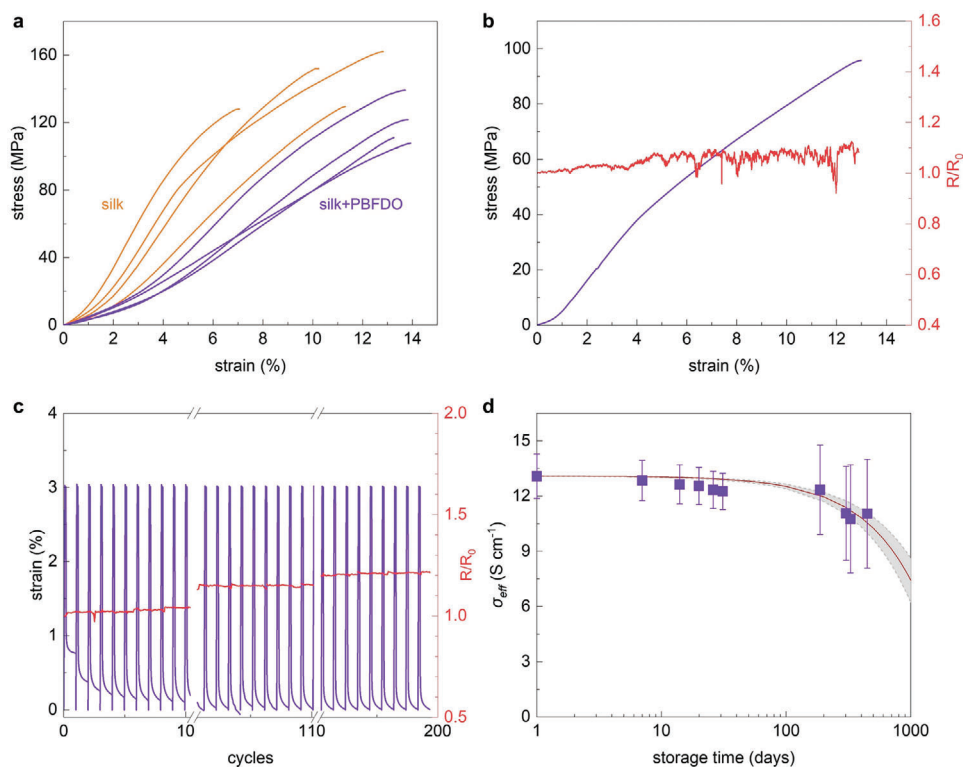 a
160
120
80
40
0
stress (MPa)
silk
silk+PBFDO
0 2 4 6 8 10 12 14
strain (%)
b
100
80
60
40
20
0
stress (MPa)
1.6
1.4
1.2
1.0
0.8
0.6
0.4
R/R0
0 2 4 6 8 10 12 14
strain (%)
c
4
3
2
1
0
strain (%)
2.0
1.5
1.0
0.5
R/R0
0 10 110 200
cycles
d
15
12
9
6
3
0
σeff (S cm⁻¹)
1 10 100 1000
storage time (days)